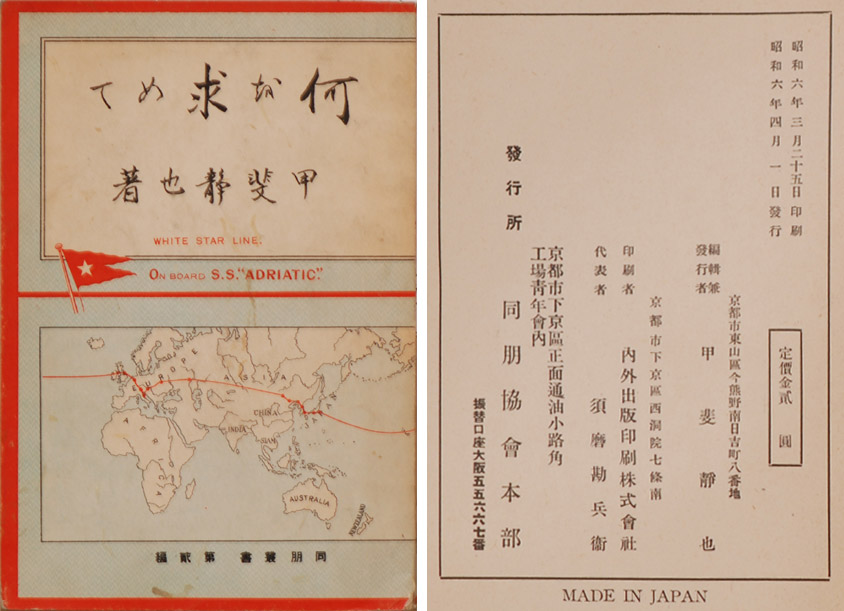 何を求めて
甲斐靜也著
WHITE STAR LINE.
ON BOARD S.S. "ADRIATIC".
EUROPE
ASIA
AFRICA
CHINA
JAPAN
INDIA
SIAM
AUSTRALIA
NEW ZEALAND
同朋叢書 第貳編
昭和六年三月二十五日印刷
昭和六年四月一日發行
定價金貳圓
京都市東山區今熊野南日吉町八番地
編輯兼
發行者 甲斐靜也
京都市下京區西洞院七條南
印刷者 內外出版印刷株式會社
代表者 須磨勘兵衞
京都市下京區正面通油小路角
工場靑年會內
發行所 同朋協會本部
振替口座大阪五五六六七番
MADE IN JAPAN